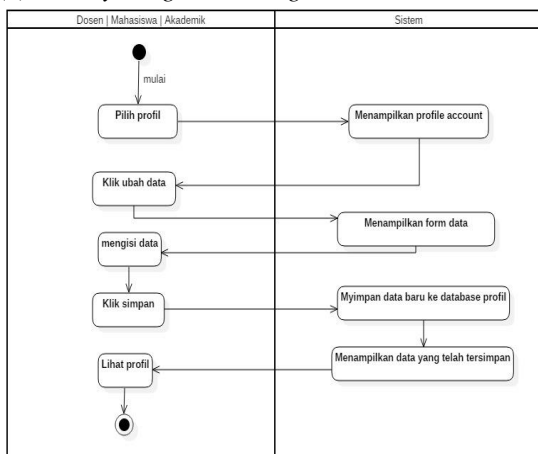 Dosen | Mahasiswa | Akademik
Sistem
mulai
Pilih profil
Menampilkan profile account
Klik ubah data
Menampilkan form data
mengisi data
Klik simpan
Myimpan data baru ke database profil
Menampilkan data yang telah tersimpan
Lihat profil